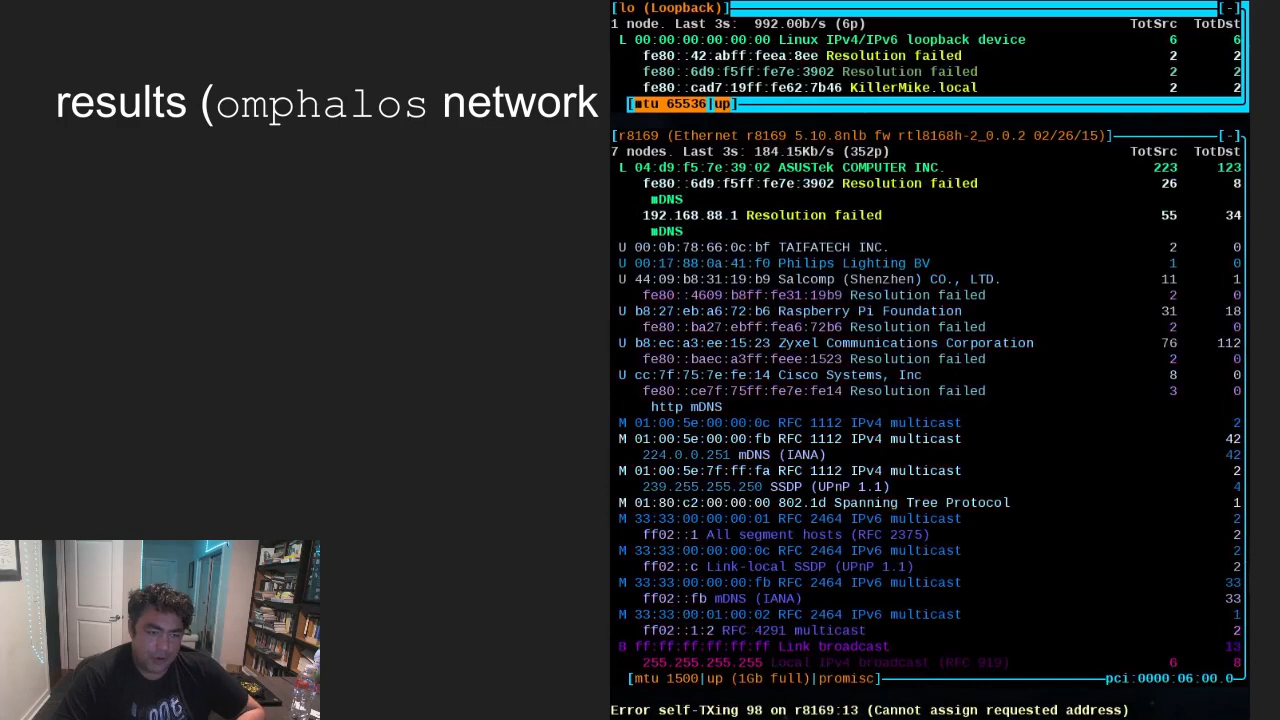 results (omphalos network
[lo (Loopback)] [-]
1 node. Last 3s: 992.00b/s (6p) TotSrc TotDst
L 00:00:00:00:00:00 Linux IPv4/IPv6 loopback device 6 6
fe80::42:abff:feea:8ee Resolution failed 2 2
fe80::6d9:f5ff:fe7e:3902 Resolution failed 2 2
fe80::cad7:19ff:fe62:7b46 KillerMike.local 2 2
[mtu 65536|up]
[r8169 (Ethernet r8169 5.10.8nlb fw rtl8168h-2_0.0.2 02/26/15)] [-]
7 nodes. Last 3s: 184.15Kb/s (352p) TotSrc TotDst
L 04:d9:f5:7e:39:02 ASUSTek COMPUTER INC. 223 123
fe80::6d9:f5ff:fe7e:3902 Resolution failed 26 8
mDNS
192.168.88.1 Resolution failed 55 34
mDNS
U 00:0b:78:66:0c:bf TAIFATECH INC. 2 0
U 00:17:88:0a:41:f0 Philips Lighting BV 1 0
U 44:09:b8:31:19:b9 Salcomp (Shenzhen) CO., LTD. 11 1
fe80::4609:b8ff:fe31:19b9 Resolution failed 2 0
U b8:27:eb:a6:72:b6 Raspberry Pi Foundation 31 18
fe80::ba27:ebff:fea6:72b6 Resolution failed 2 0
U b8:ec:a3:ee:15:23 Zyxel Communications Corporation 76 112
fe80::baec:a3ff:feee:1523 Resolution failed 2 0
U cc:7f:75:7e:fe:14 Cisco Systems, Inc 8 0
fe80::ce7f:75ff:fe7e:fe14 Resolution failed 3 0
http mDNS
M 01:00:5e:00:00:0c RFC 1112 IPv4 multicast 2
M 01:00:5e:00:00:fb RFC 1112 IPv4 multicast 42
224.0.0.251 mDNS (IANA) 42
M 01:00:5e:7f:ff:fa RFC 1112 IPv4 multicast 2
239.255.255.250 SSDP (UPnP 1.1) 4
M 01:80:c2:00:00:00 802.1d Spanning Tree Protocol 1
M 33:33:00:00:00:01 RFC 2464 IPv6 multicast 2
ff02::1 All segment hosts (RFC 2375) 2
M 33:33:00:00:00:0c RFC 2464 IPv6 multicast 2
ff02::c Link-local SSDP (UPnP 1.1) 2
M 33:33:00:00:00:fb RFC 2464 IPv6 multicast 33
ff02::fb mDNS (IANA) 33
M 33:33:00:01:00:02 RFC 2464 IPv6 multicast 1
ff02::1:2 RFC 4291 multicast 2
B ff:ff:ff:ff:ff:ff Link broadcast 13
255.255.255.255 Local IPv4 broadcast (RFC 919) 6 8
[mtu 1500|up (1Gb full)|promisc] pci:0000:06:00.0
Error self-TXing 98 on r8169:13 (Cannot assign requested address)